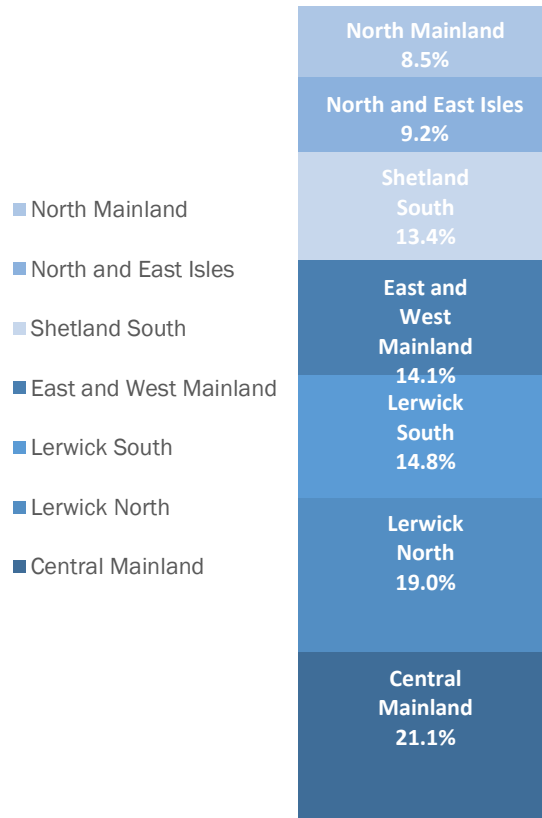 North Mainland
8.5%
North and East Isles
9.2%
Shetland
South
13.4%
East and
West
Mainland
14.1%
Lerwick
South
14.8%
Lerwick
North
19.0%
Central
Mainland
21.1%
North Mainland
North and East Isles
Shetland South
East and West Mainland
Lerwick South
Lerwick North
Central Mainland